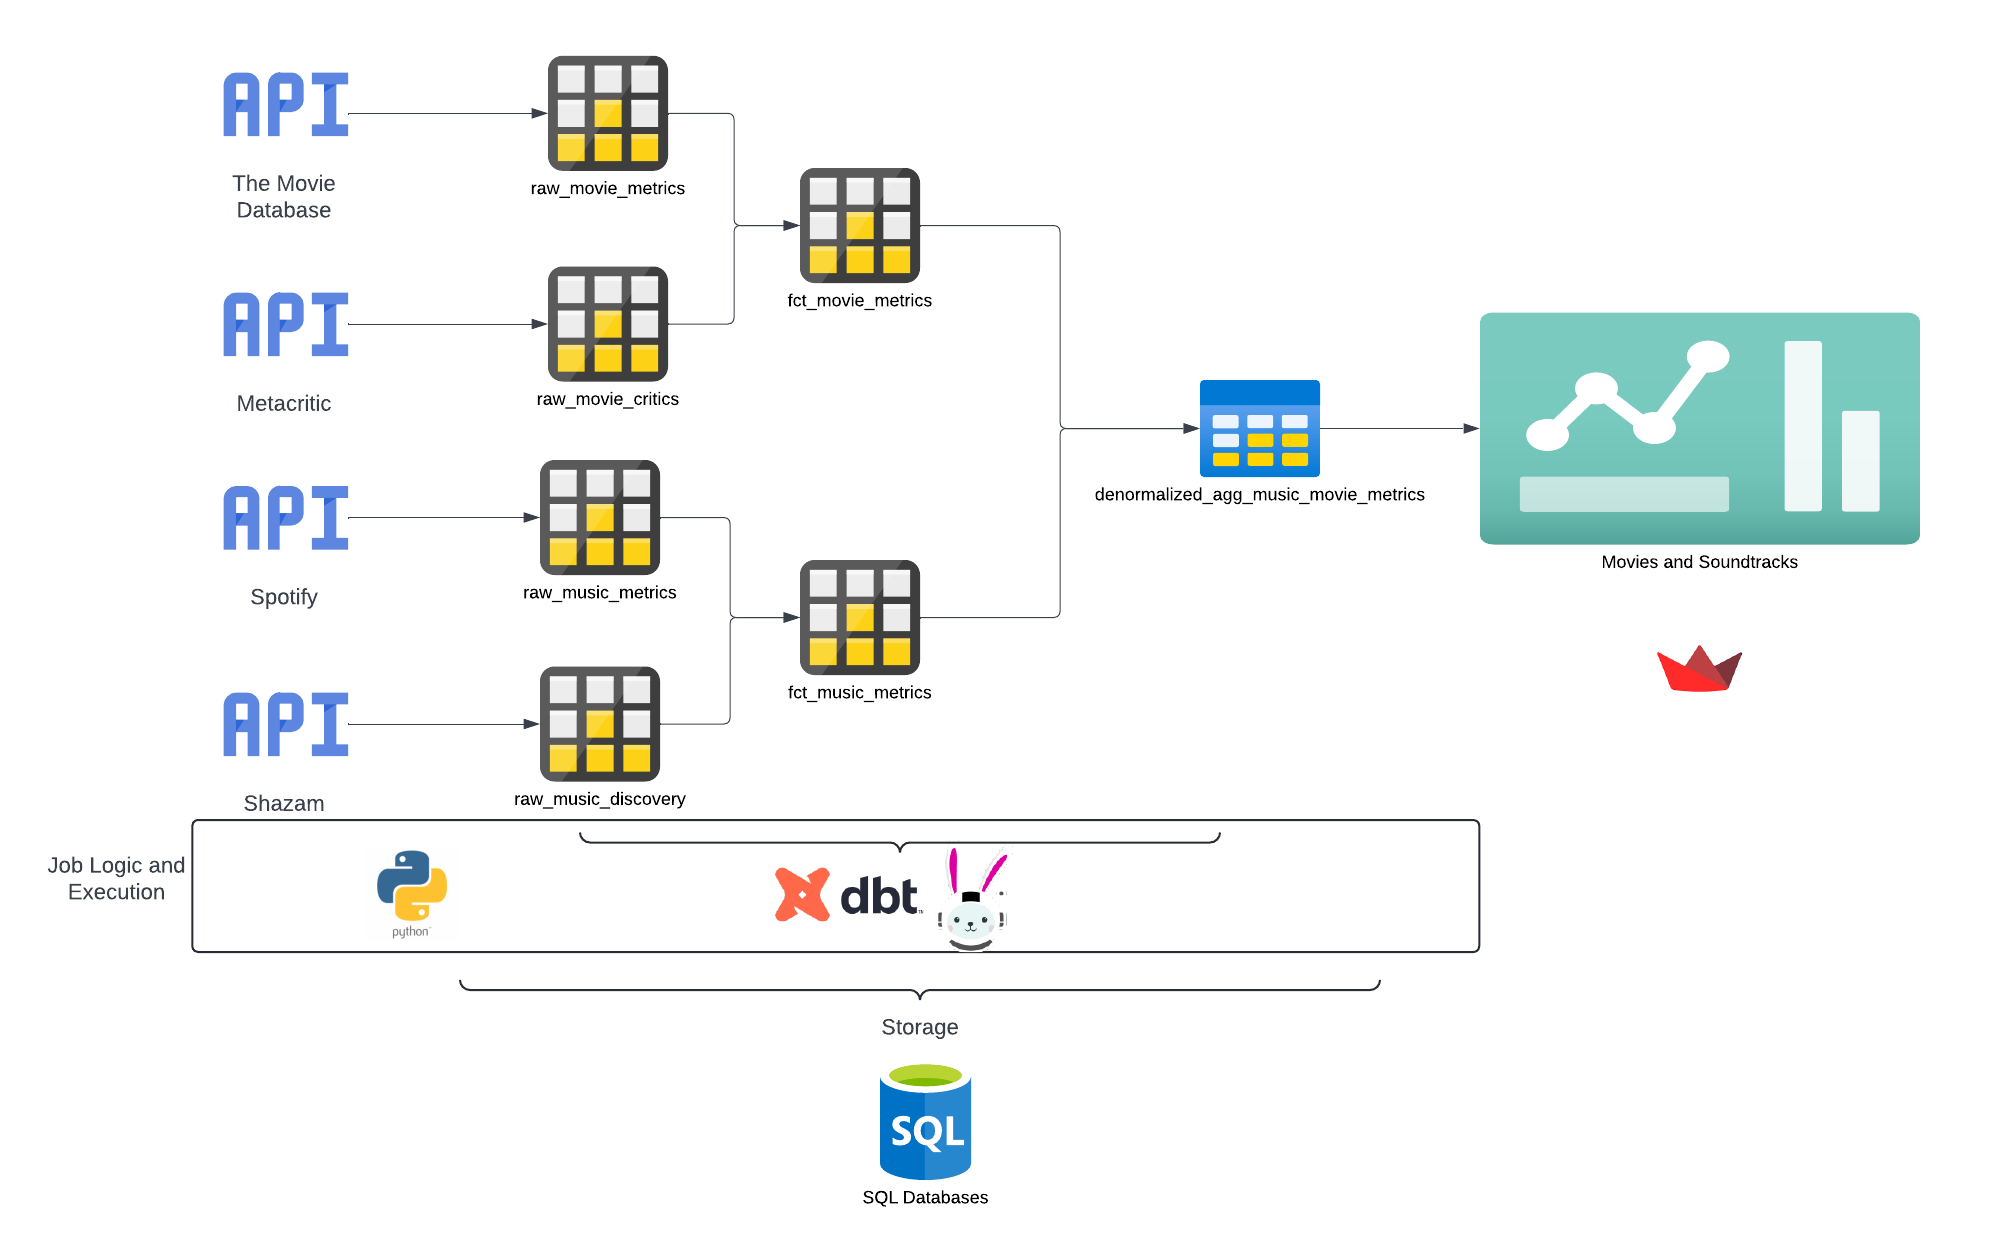 API
The Movie
Database
raw_movie_metrics
fct_movie_metrics
API
Metacritic
raw_movie_critics
denormalized_agg_music_movie_metrics
Movies and Soundtracks
API
Spotify
raw_music_metrics
fct_music_metrics
API
Shazam
raw_music_discovery
Job Logic and
Execution
python
dbt
Storage
SQL
SQL Databases